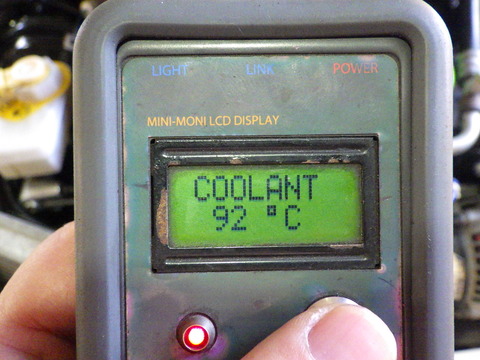 LIGHT LINK POWER
MINI-MONI LCD DISPLAY
COOLANT
92 °C